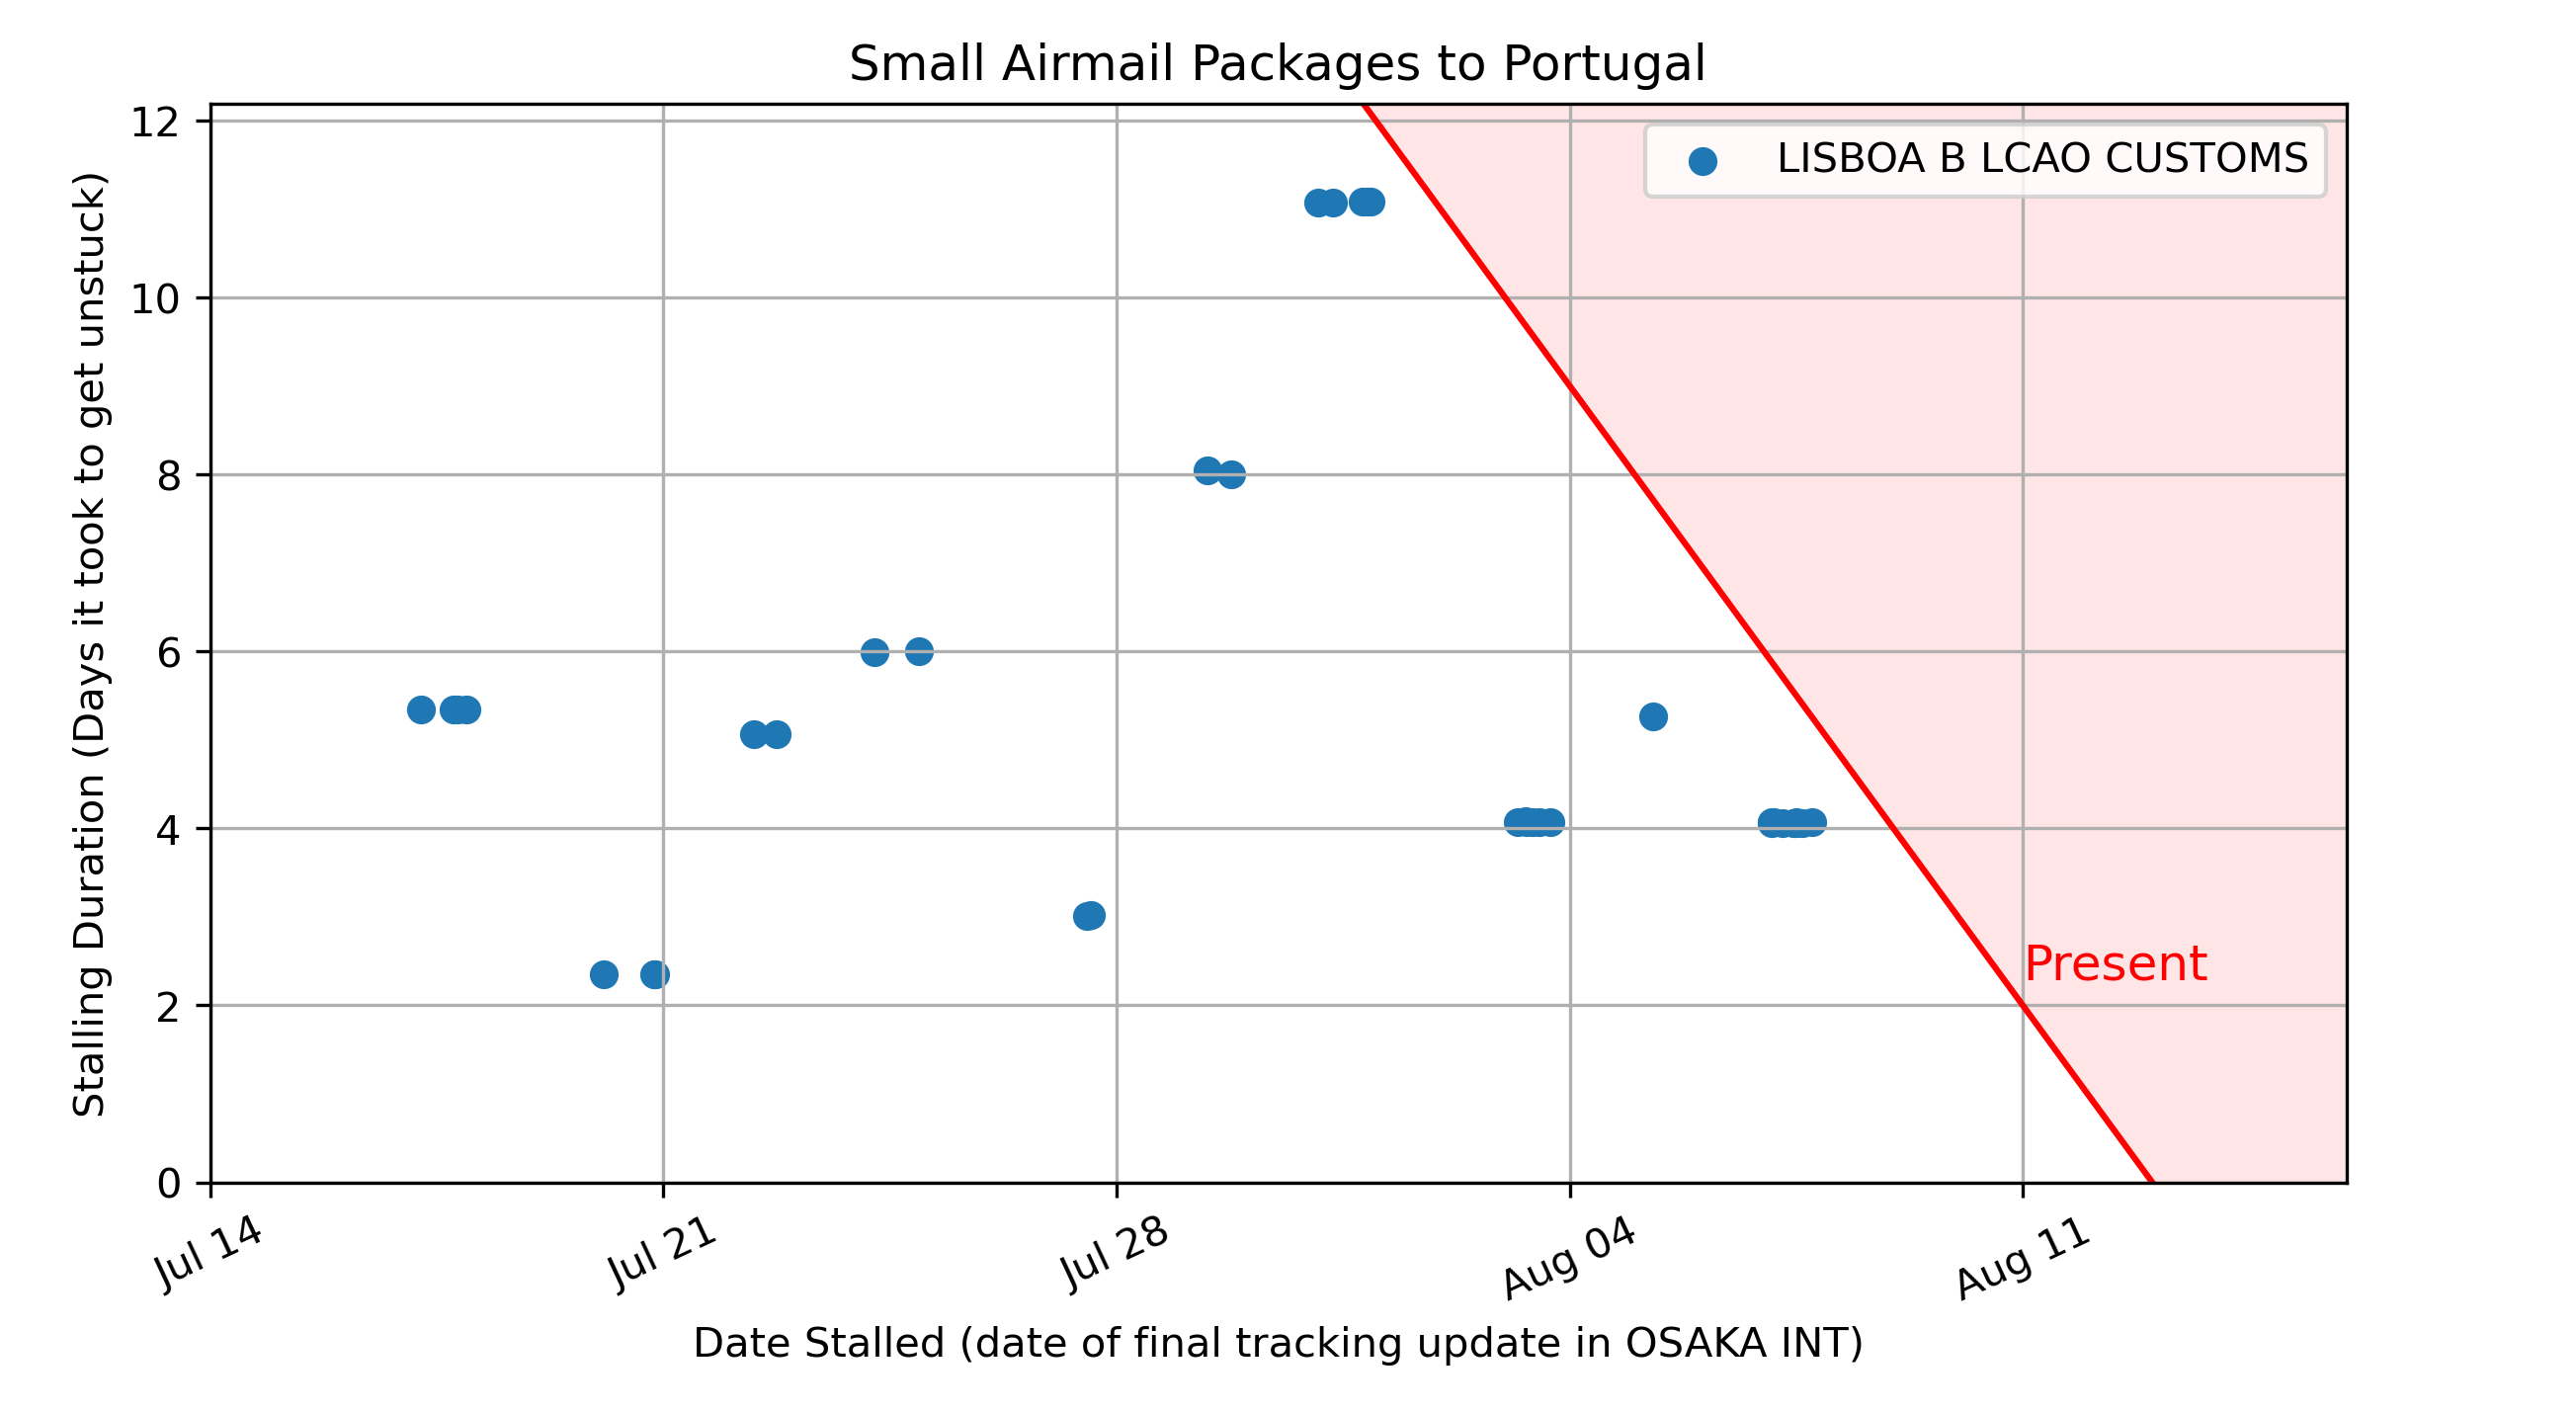 Small Airmail Packages to Portugal
12
10
8
6
4
2
0
Stalling Duration (Days it took to get unstuck)
LISBOA B LCAO CUSTOMS
Present
Jul 14
Jul 21
Jul 28
Aug 04
Aug 11
Date Stalled (date of final tracking update in OSAKA INT)